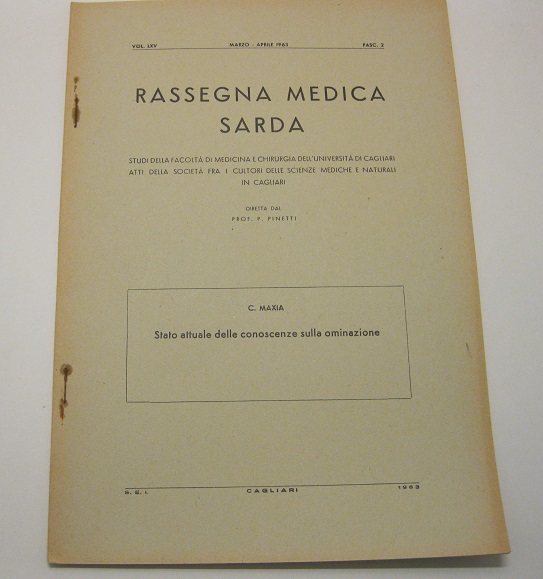 VOL. LXV MARZO - APRILE 1963 FASC. 2
RASSEGNA MEDICA
SARDA
STUDI DELLA FACOLTÀ DI MEDICINA E CHIRURGIA DELL'UNIVERSITÀ DI CAGLIARI
ATTI DELLA SOCIETÀ FRA I CULTORI DELLE SCIENZE MEDICHE E NATURALI
IN CAGLIARI
DIRETTA DAL
PROF. P. PINETTI
C. MAXIA
Stato attuale delle conoscenze sulla ominazione
R. E. I. CAGLIARI 1963